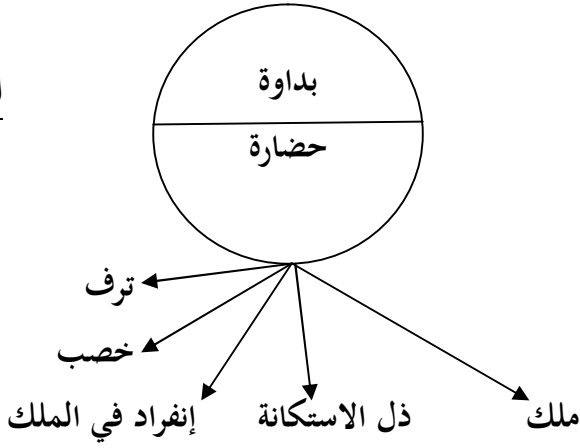 بداوة
حضارة
ترف
خصب
ملك ذل الاستكانة إنفراد في الملك